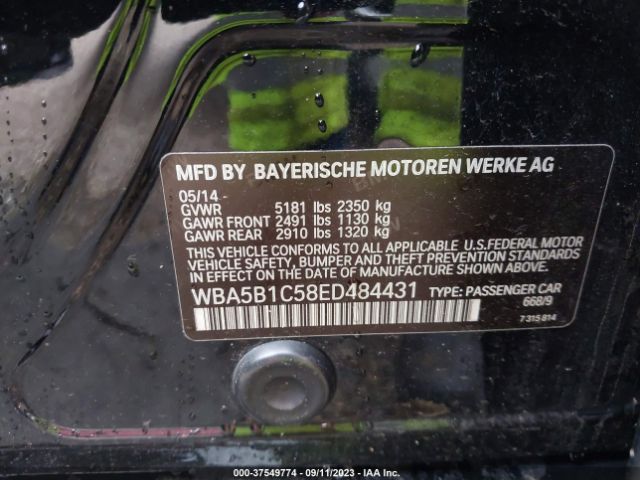 MFD BY BAYERISCHE MOTOREN WERKE AG
05/14
GVWR 5181 lbs 2350 kg
GAWR FRONT 2491 lbs 1130 kg
GAWR REAR 2910 lbs 1320 kg
THIS VEHICLE CONFORMS TO ALL APPLICABLE U.S.FEDERAL MOTOR
VEHICLE SAFETY, BUMPER AND THEFT PREVENTION STANDARDS
IN EFFECT ON THE DATE OF MANUFACTURE SHOWN ABOVE.
WBA5B1C58ED484431 TYPE: PASSENGER CAR
668/9
7315814
000-37549774 - 09/11/2023 - IAA Inc.